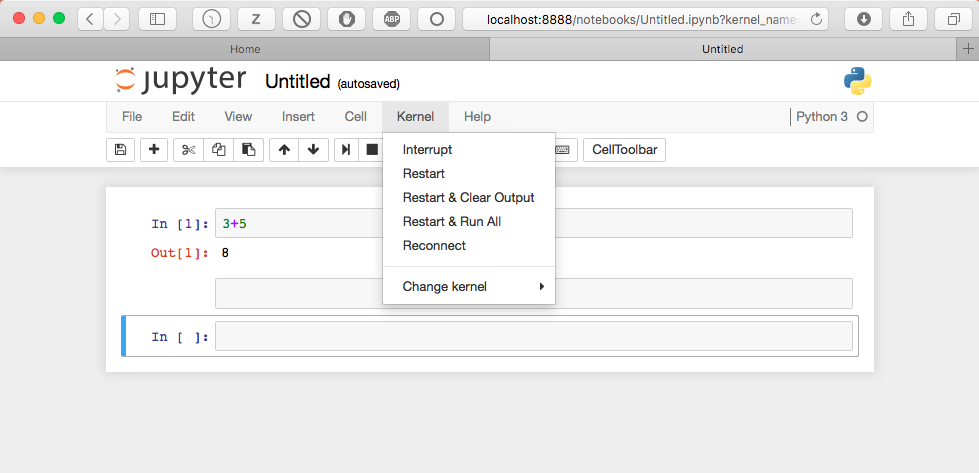 localhost:8888/notebooks/Untitled.ipynb?kernel_name
Z
ABP
Home
Untitled
+
jupyter Untitled (autosaved)
File Edit View Insert Cell Kernel Help Python 3
CellToolbar
Interrupt
Restart
Restart & Clear Output
Restart & Run All
Reconnect
Change kernel
In [1]: 3+5
Out[1]: 8
In [ ]: